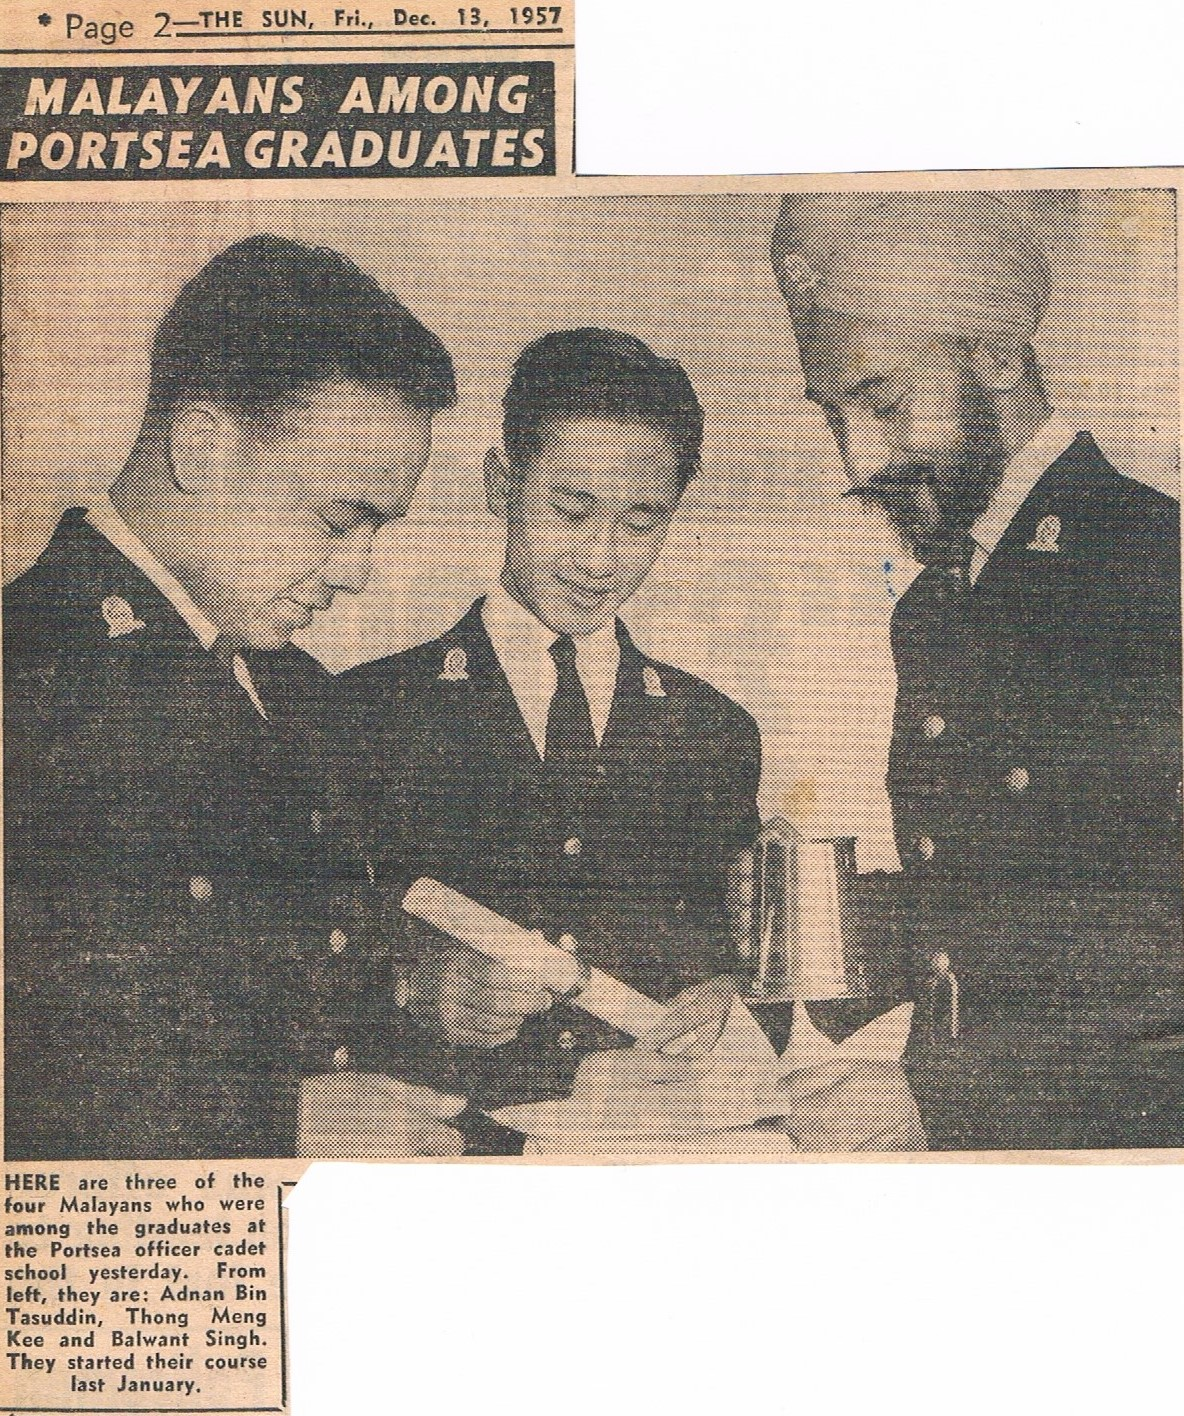 * Page 2—THE SUN, Fri., Dec. 13, 1957
MALAYANS AMONG
PORTSEA GRADUATES
HERE are three of the
four Malayans who were
among the graduates at
the Portsea officer cadet
school yesterday. From
left, they are: Adnan Bin
Tasuddin, Thong Meng
Kee and Balwant Singh.
They started their course
last January.